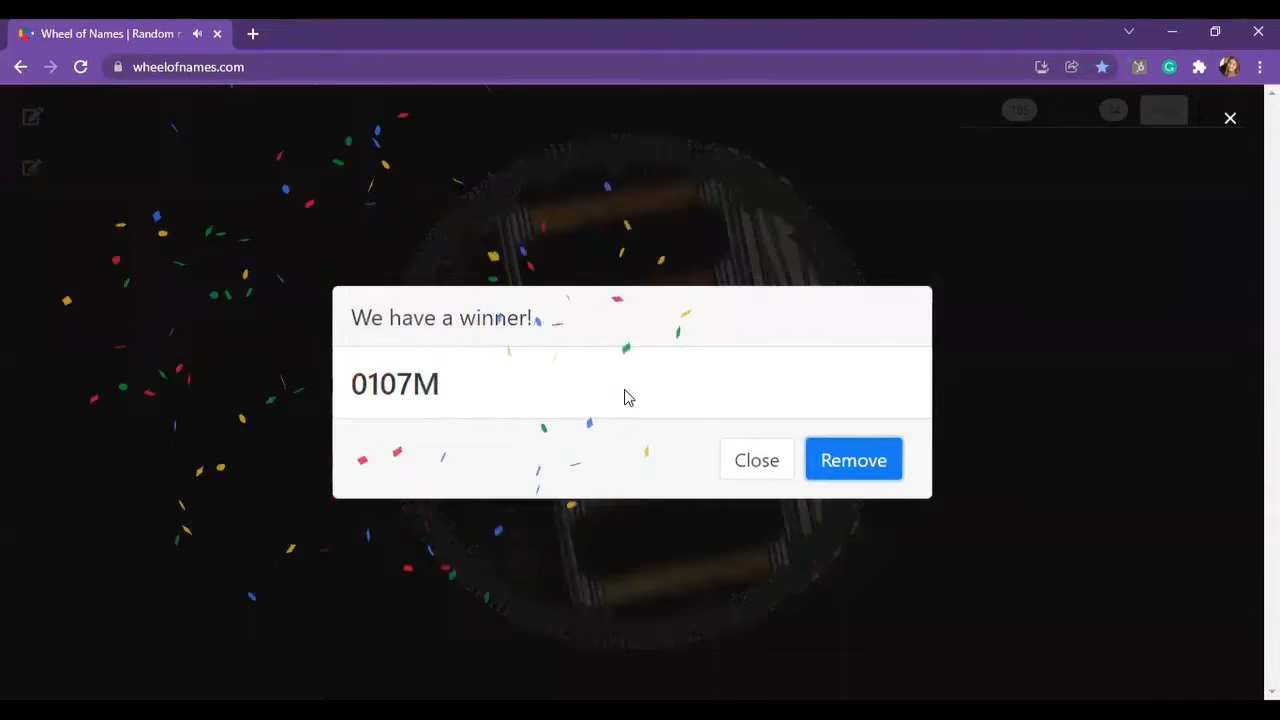 Wheel of Names | Random r
wheelofnames.com
We have a winner!
0107M
Close
Remove